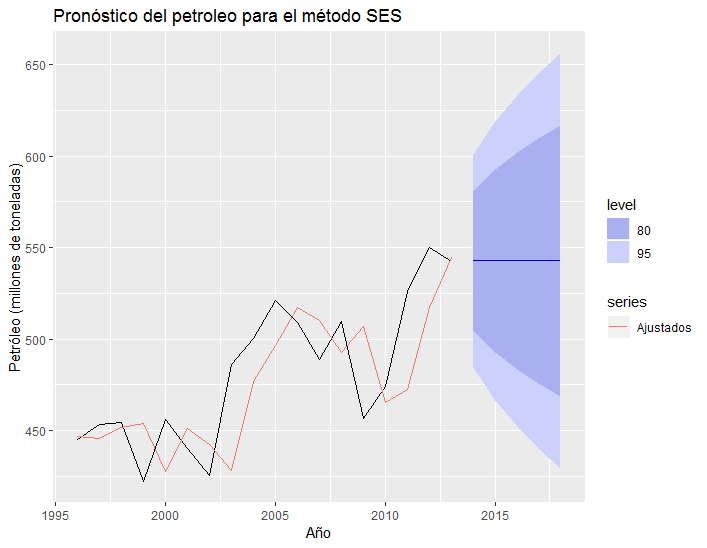 Pronóstico del petroleo para el método SES
Petróleo (millones de toneladas)
650
600
550
500
450
1995
2000
2005
2010
2015
Año
level
80
95
series
Ajustados